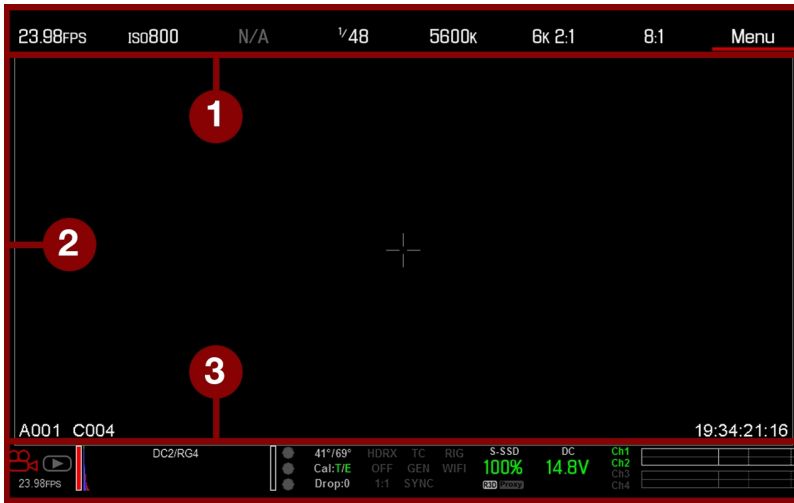 23.98FPS ISO800 N/A 1/48 5600K 6K 2:1 8:1 Menu
1
2
3
A001 C004 19:34:21:16
DC2/RG4 41°/69° HDRX TC RIG S-SSD DC Ch1
Cal:T/E OFF GEN WIFI 100% 14.8V Ch2
Ch3
23.98FPS Drop:0 1:1 SYNC R3D Proxy Ch4